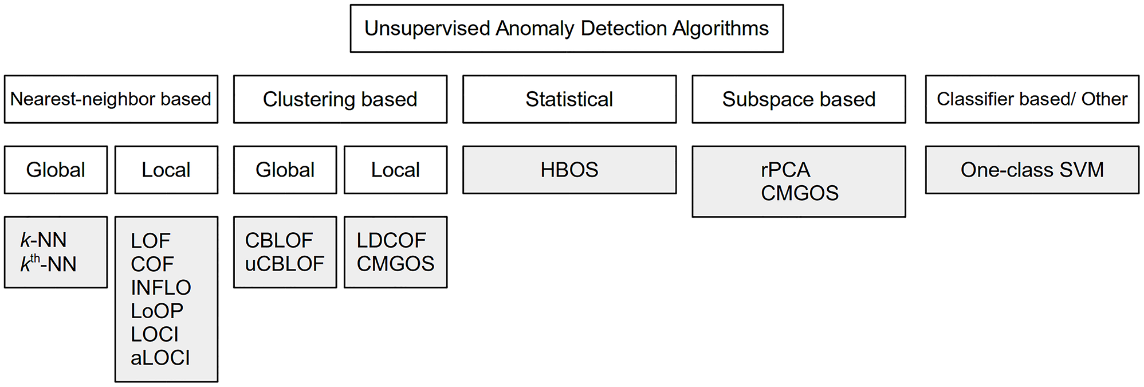 Unsupervised Anomaly Detection Algorithms
Nearest-neighbor based
Clustering based
Statistical
Subspace based
Classifier based/ Other
Global
Local
Global
Local
HBOS
rPCA
CMGOS
One-class SVM
k-NN
kth-NN
LOF
COF
INFLO
LoOP
LOCI
aLOCI
CBLOF
uCBLOF
LDCOF
CMGOS